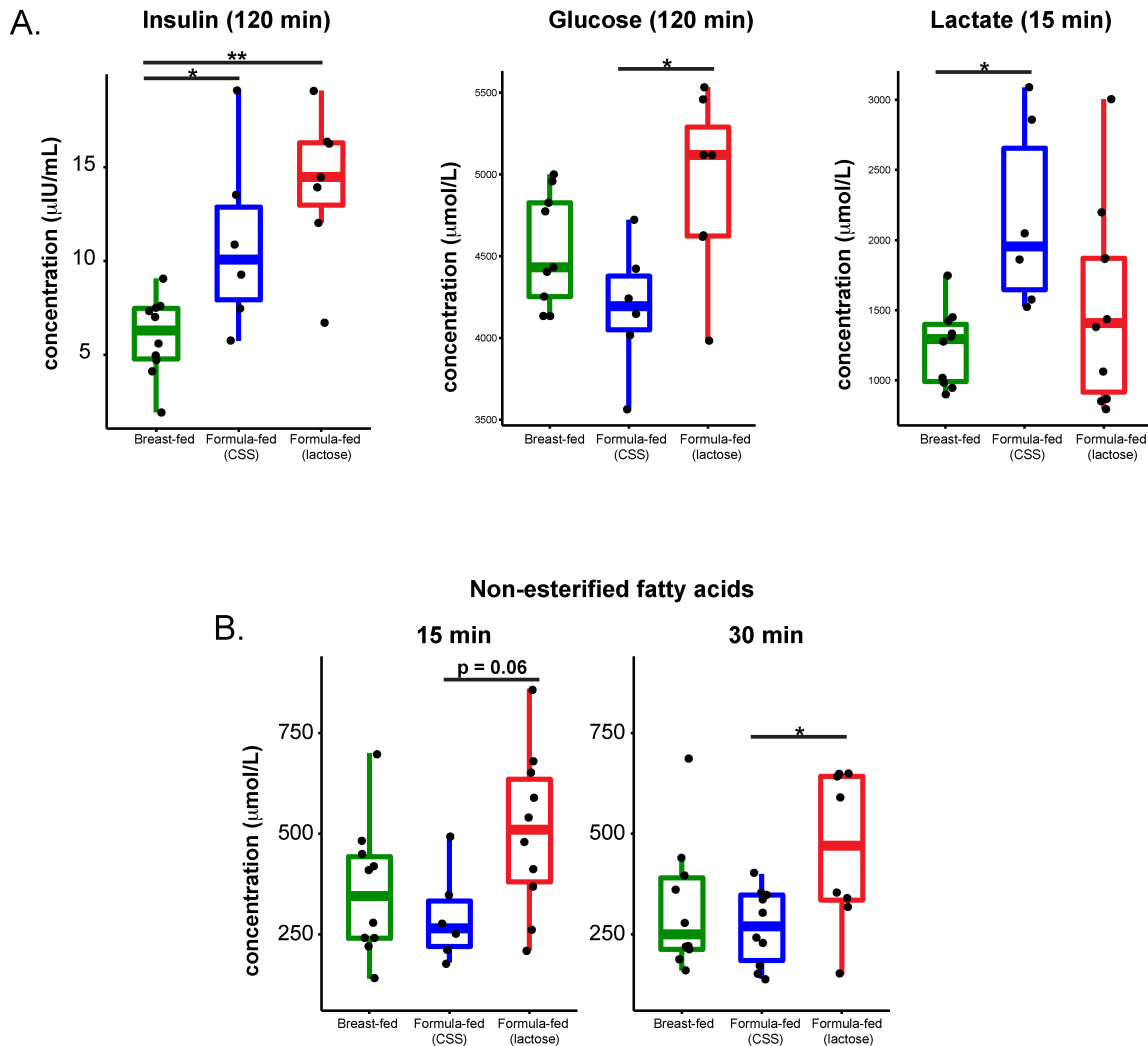 A.
Insulin (120 min)
Glucose (120 min)
Lactate (15 min)
**
*
*
*
concentration (μIU/mL)
15
10
5
Breast-fed
Formula-fed
(CSS)
Formula-fed
(lactose)
concentration (μmol/L)
5500
5000
4500
4000
3500
Breast-fed
Formula-fed
(CSS)
Formula-fed
(lactose)
concentration (μmol/L)
3000
2500
2000
1500
1000
Breast-fed
Formula-fed
(CSS)
Formula-fed
(lactose)
Non-esterified fatty acids
B.
15 min
30 min
p = 0.06
*
concentration (μmol/L)
750
500
250
Breast-fed
Formula-fed
(CSS)
Formula-fed
(lactose)
750
500
250
Breast-fed
Formula-fed
(CSS)
Formula-fed
(lactose)